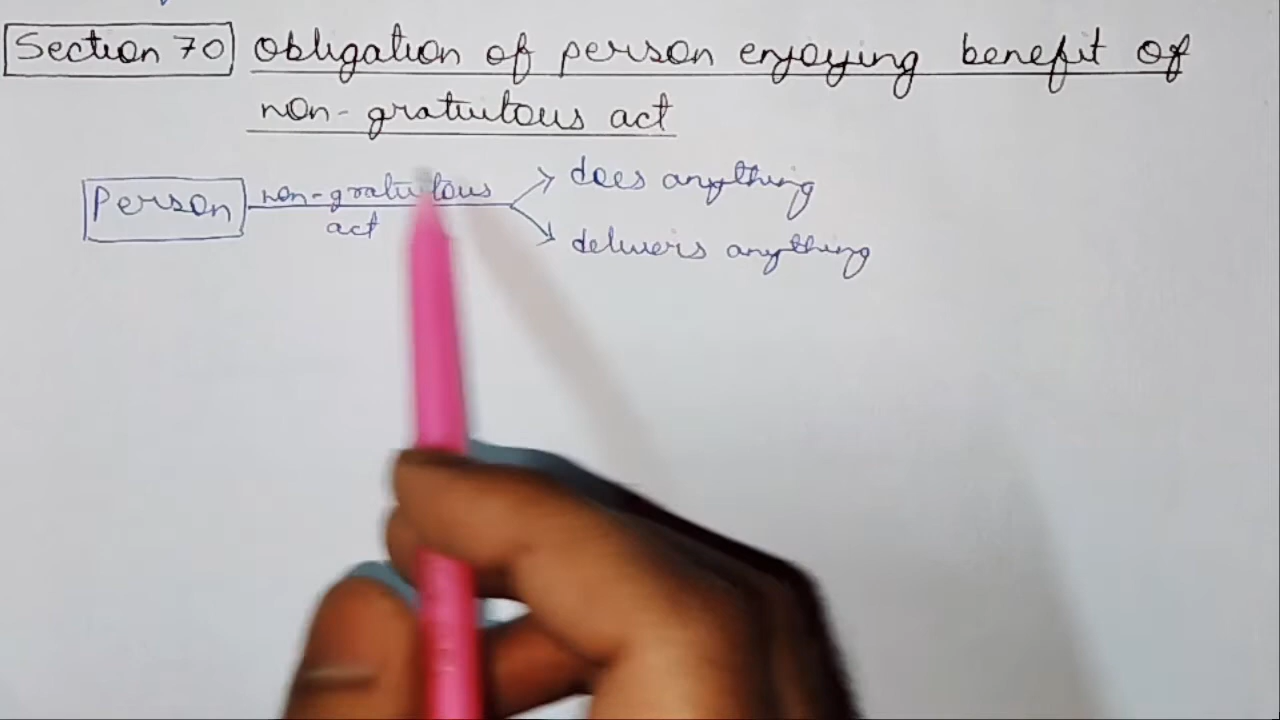 Section 70 Obligation of person enjoying benefit of
non-gratuitous act
Person non-gratuitous act
does anything
delivers anything